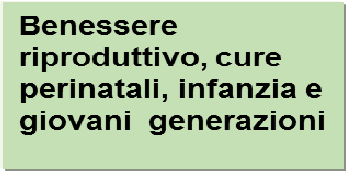 Benessere
riproduttivo, cure
perinatali, infanzia e
giovani  generazioni